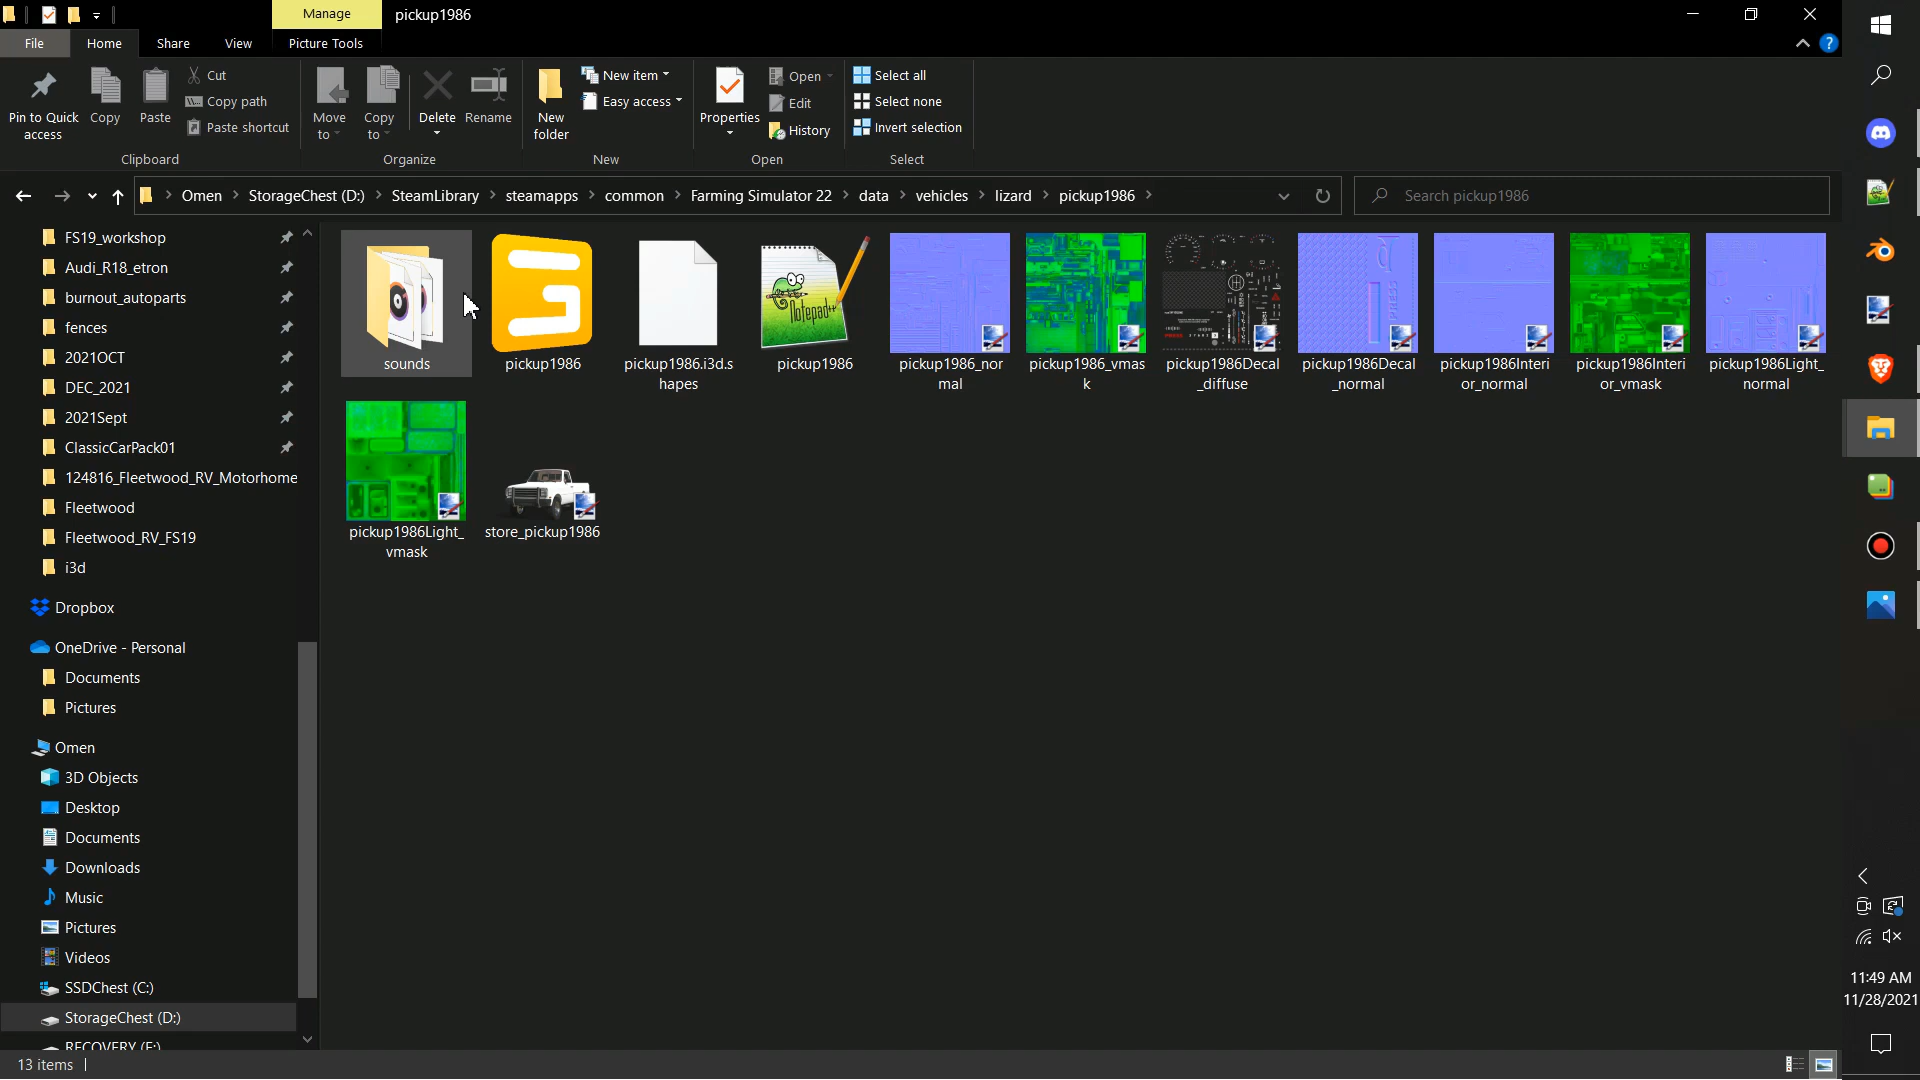 Manage
pickup1986
File
Home
Share
View
Picture Tools
Pin to Quick
access
Copy
Paste
Cut
Copy path
Paste shortcut
Clipboard
Move
to
Copy
to
Delete
Rename
Organize
New
folder
New item
Easy access
New
Properties
Open
Edit
History
Open
Select all
Select none
Invert selection
Select
Omen
StorageChest (D:)
SteamLibrary
steamapps
common
Farming Simulator 22
data
vehicles
lizard
pickup1986
Search pickup1986
FS19_workshop
Audi_R18_etron
burnout_autoparts
fences
2021OCT
DEC_2021
2021Sept
ClassicCarPack01
124816_Fleetwood_RV_Motorhome
Fleetwood
Fleetwood_RV_FS19
i3d
Dropbox
OneDrive - Personal
Documents
Pictures
Omen
3D Objects
Desktop
Documents
Downloads
Music
Pictures
Videos
SSDChest (C:)
StorageChest (D:)
RECOVERY (E:)
sounds
pickup1986
pickup1986.i3d.s
hapes
Notepad++
pickup1986
pickup1986_nor
mal
pickup1986_vmas
k
pickup1986Decal
_diffuse
PRESS
pickup1986Decal
_normal
pickup1986Interi
or_normal
pickup1986Interi
or_vmask
pickup1986Light_
normal
pickup1986Light_
vmask
store_pickup1986
13 items
11:49 AM
11/28/2021